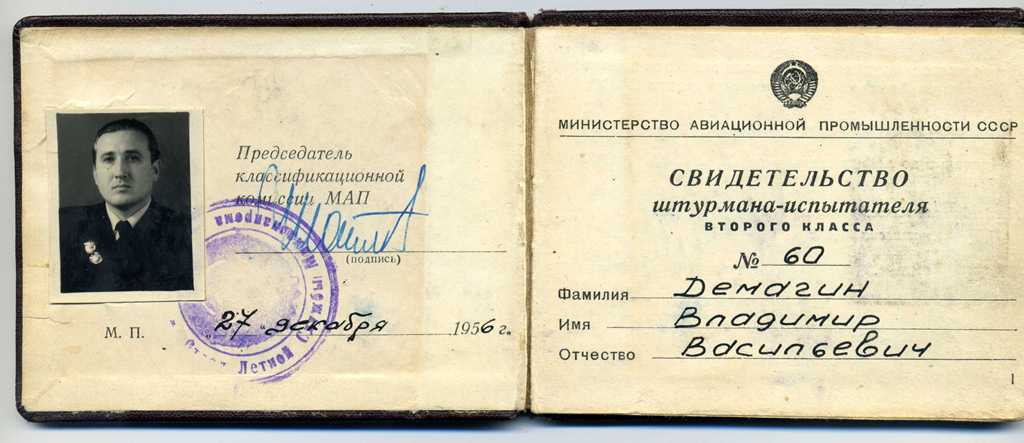 Председатель
классификационной
комиссии МАП
(подпись)
М. П.
"27" декабря 1956 г.
Летной
МИНИСТЕРСТВО АВИАЦИОННОЙ ПРОМЫШЛЕННОСТИ СССР
СВИДЕТЕЛЬСТВО
штурмана-испытателя
ВТОРОГО КЛАССА
№ 60
Фамилия Демагин
Имя Владимир
Отчество Васильевич
1